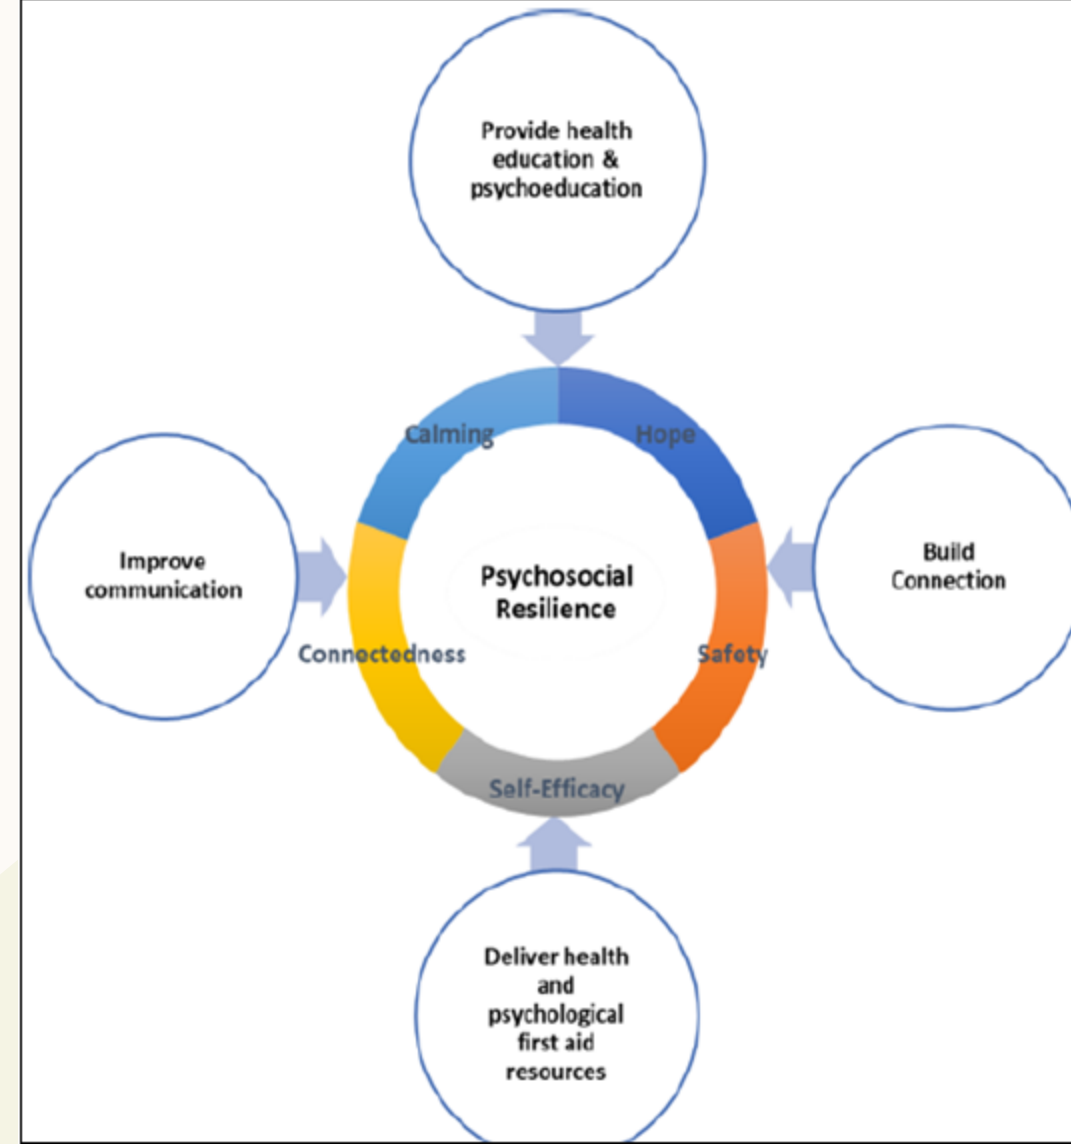 Provide health
education &
psychoeducation
Calming
Hope
Improve
communication
Psychosocial
Resilience
Build
Connection
Connectedness
Safety
Self-Efficacy
Deliver health
and
psychological
first aid
resources